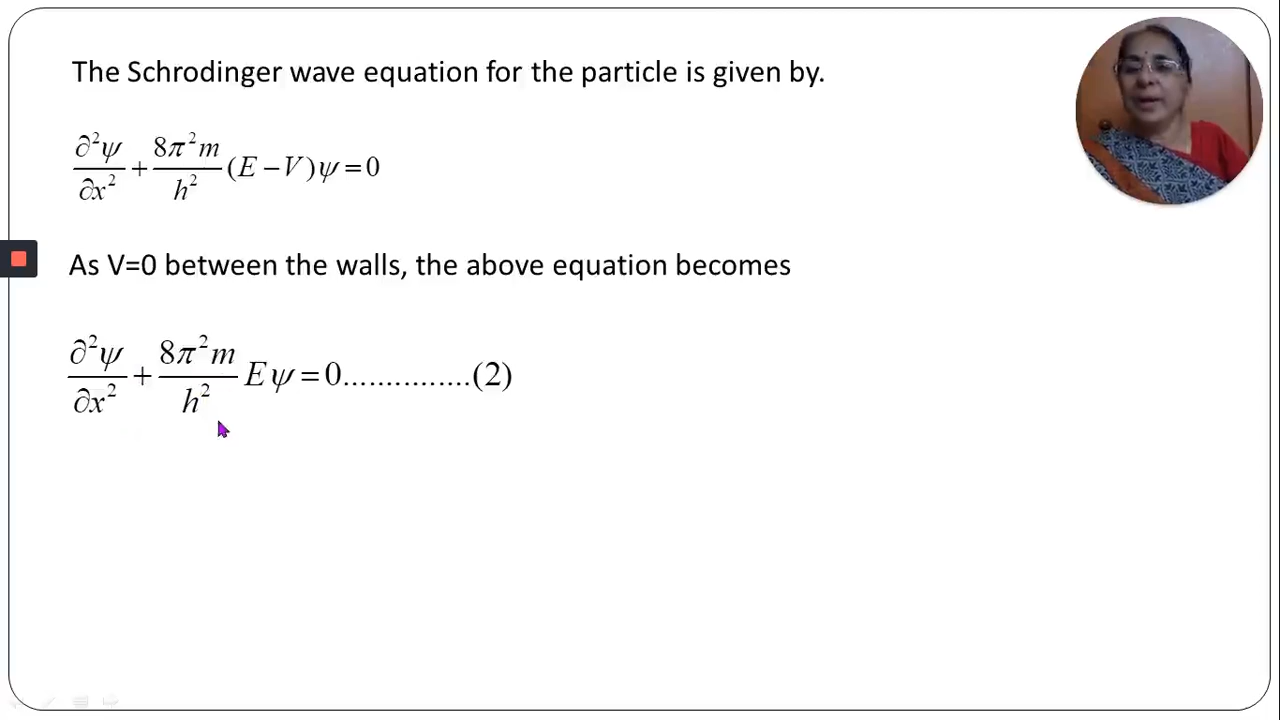 The Schrodinger wave equation for the particle is given by.
∂²ψ/∂x² + 8π²m/h² (E − V)ψ = 0
As V=0 between the walls, the above equation becomes
∂²ψ/∂x² + 8π²m/h² Eψ = 0...............(2)